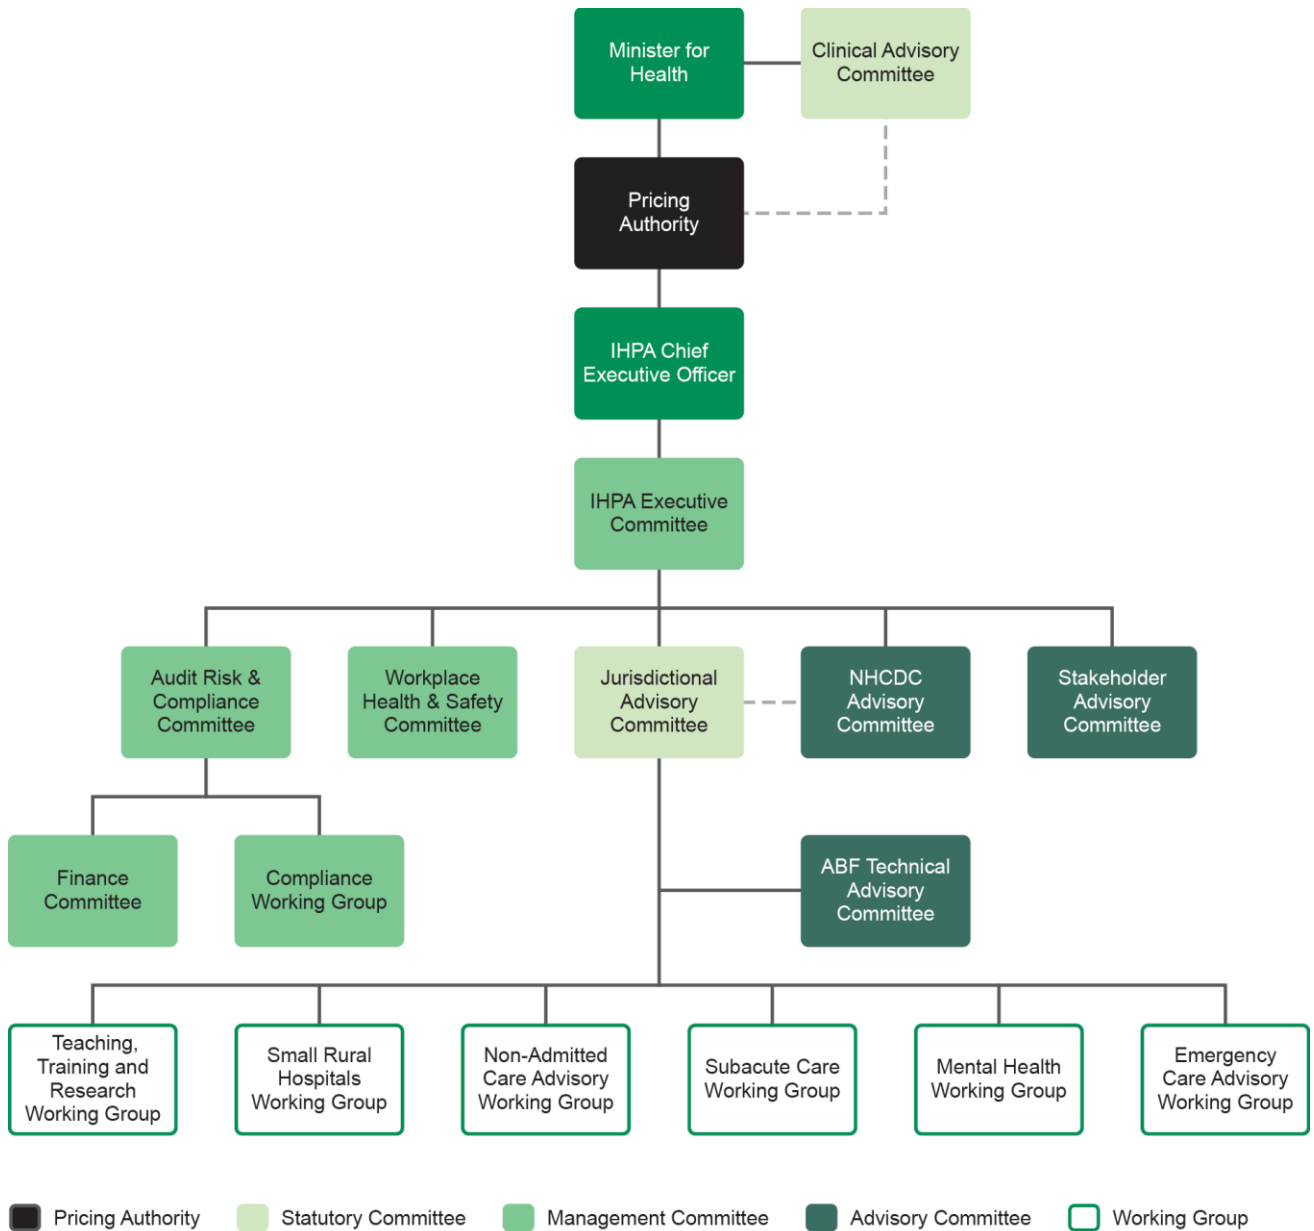 Minister for
Health
Clinical Advisory
Committee
Pricing
Authority
IHPA Chief
Executive Officer
IHPA Executive
Committee
Audit Risk &
Compliance
Committee
Workplace
Health & Safety
Committee
Jurisdictional
Advisory
Committee
NHCDC
Advisory
Committee
Stakeholder
Advisory
Committee
Finance
Committee
Compliance
Working Group
ABF Technical
Advisory
Committee
Teaching,
Training and
Research
Working Group
Small Rural
Hospitals
Working Group
Non-Admitted
Care Advisory
Working Group
Subacute Care
Working Group
Mental Health
Working Group
Emergency
Care Advisory
Working Group
Pricing Authority
Statutory Committee
Management Committee
Advisory Committee
Working Group